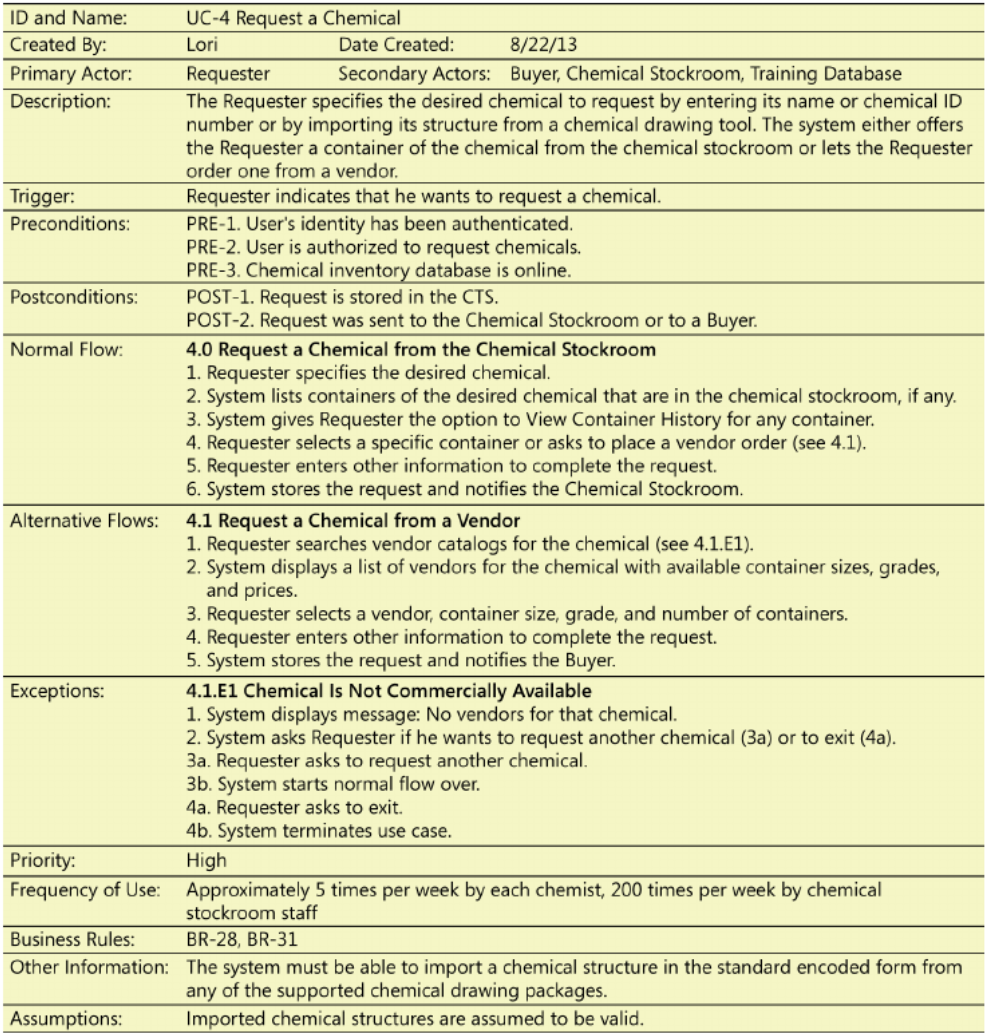 ID and Name: UC-4 Request a Chemical
Created By: Lori Date Created: 8/22/13
Primary Actor: Requester Secondary Actors: Buyer, Chemical Stockroom, Training Database
Description: The Requester specifies the desired chemical to request by entering its name or chemical ID
number or by importing its structure from a chemical drawing tool. The system either offers
the Requester a container of the chemical from the chemical stockroom or lets the Requester
order one from a vendor.
Trigger: Requester indicates that he wants to request a chemical.
Preconditions: PRE-1. User's identity has been authenticated.
PRE-2. User is authorized to request chemicals.
PRE-3. Chemical inventory database is online.
Postconditions: POST-1. Request is stored in the CTS.
POST-2. Request was sent to the Chemical Stockroom or to a Buyer.
Normal Flow: 4.0 Request a Chemical from the Chemical Stockroom
1. Requester specifies the desired chemical.
2. System lists containers of the desired chemical that are in the chemical stockroom, if any.
3. System gives Requester the option to View Container History for any container.
4. Requester selects a specific container or asks to place a vendor order (see 4.1).
5. Requester enters other information to complete the request.
6. System stores the request and notifies the Chemical Stockroom.
Alternative Flows: 4.1 Request a Chemical from a Vendor
1. Requester searches vendor catalogs for the chemical (see 4.1.E1).
2. System displays a list of vendors for the chemical with available container sizes, grades,
and prices.
3. Requester selects a vendor, container size, grade, and number of containers.
4. Requester enters other information to complete the request.
5. System stores the request and notifies the Buyer.
Exceptions: 4.1.E1 Chemical Is Not Commercially Available
1. System displays message: No vendors for that chemical.
2. System asks Requester if he wants to request another chemical (3a) or to exit (4a).
3a. Requester asks to request another chemical.
3b. System starts normal flow over.
4a. Requester asks to exit.
4b. System terminates use case.
Priority: High
Frequency of Use: Approximately 5 times per week by each chemist, 200 times per week by chemical
stockroom staff
Business Rules: BR-28, BR-31
Other Information: The system must be able to import a chemical structure in the standard encoded form from
any of the supported chemical drawing packages.
Assumptions: Imported chemical structures are assumed to be valid.